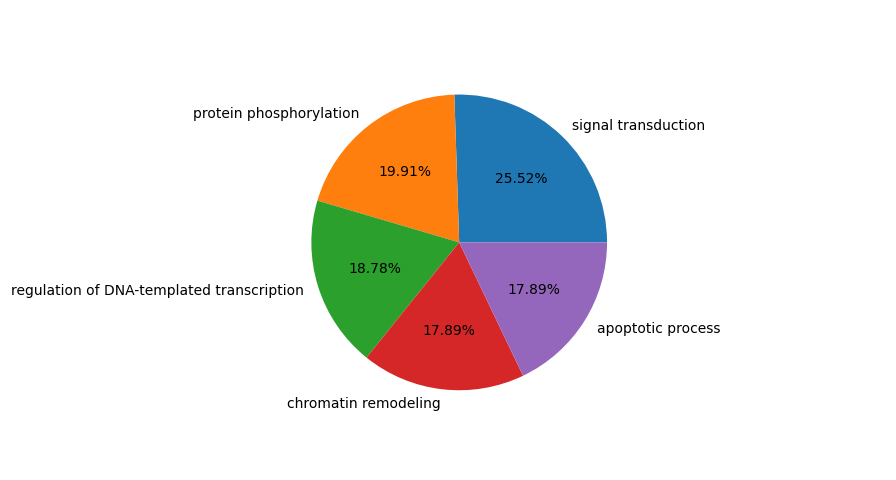 protein phosphorylation
signal transduction
19.91%
25.52%
18.78%
17.89%
regulation of DNA-templated transcription
17.89%
apoptotic process
chromatin remodeling